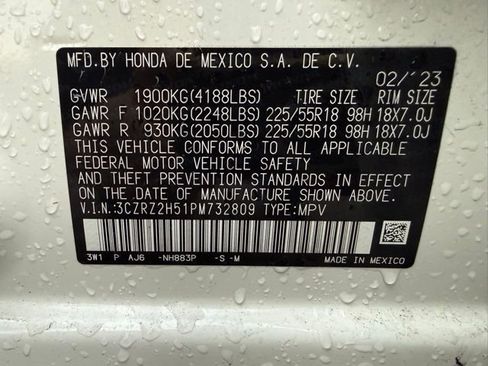 MFD.BY HONDA DE MEXICO S.A. DE C.V.
02/'23
GVWR 1900KG(4188LBS) TIRE SIZE RIM SIZE
GAWR F 1020KG(2248LBS) 225/55R18 98H 18X7.0J
GAWR R 930KG(2050LBS) 225/55R18 98H 18X7.0J
THIS VEHICLE CONFORMS TO ALL APPLICABLE
FEDERAL MOTOR VEHICLE SAFETY
AND THEFT PREVENTION STANDARDS IN EFFECT
ON THE DATE OF MANUFACTURE SHOWN ABOVE.
V.I.N.:3CZRZ2H51PM732809 TYPE:MPV
3W1 P AJ6 -NH883P -S-M
MADE IN MEXICO